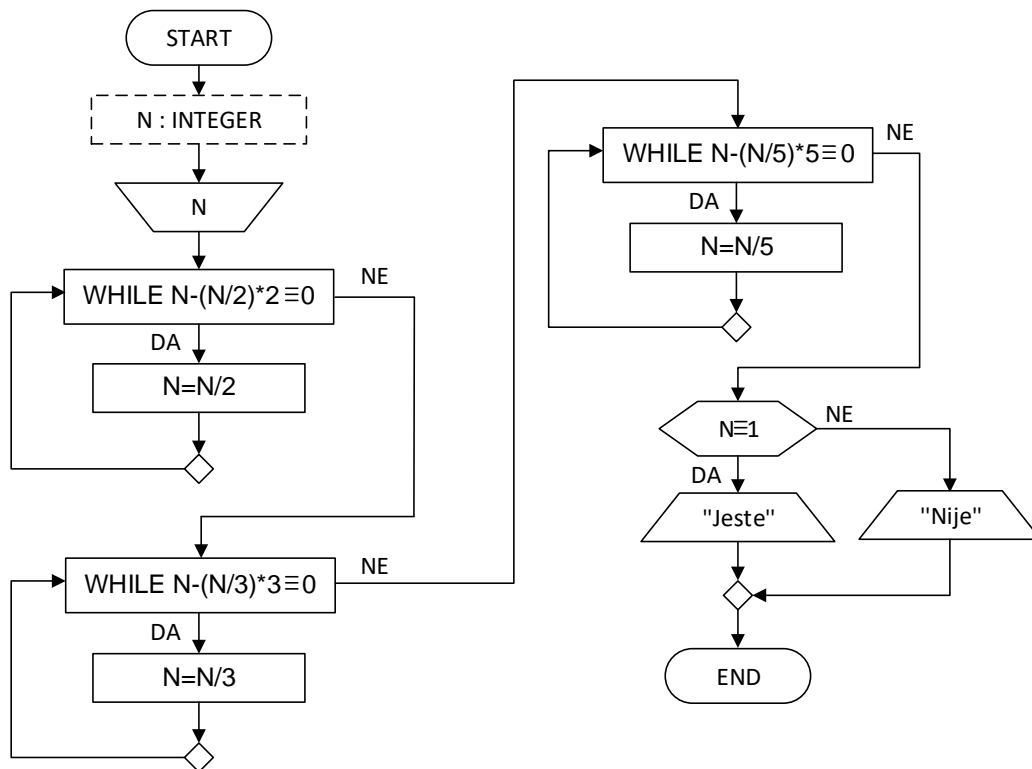 START
N : INTEGER
N
WHILE N-(N/2)*2≡0
NE
DA
N=N/2
WHILE N-(N/3)*3≡0
NE
DA
N=N/3
WHILE N-(N/5)*5≡0
NE
DA
N=N/5
N≡1
NE
DA
"Jeste"
"Nije"
END